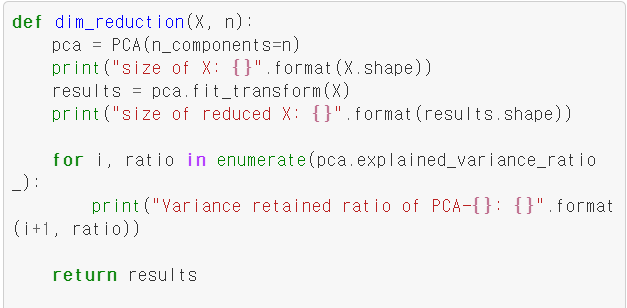 def dim_reduction(X, n):
    pca = PCA(n_components=n)
    print("size of X: {}".format(X.shape))
    results = pca.fit_transform(X)
    print("size of reduced X: {}".format(results.shape))

    for i, ratio in enumerate(pca.explained_variance_ratio
_):
        print("Variance retained ratio of PCA-{}: {}".format
(i+1, ratio))

    return results